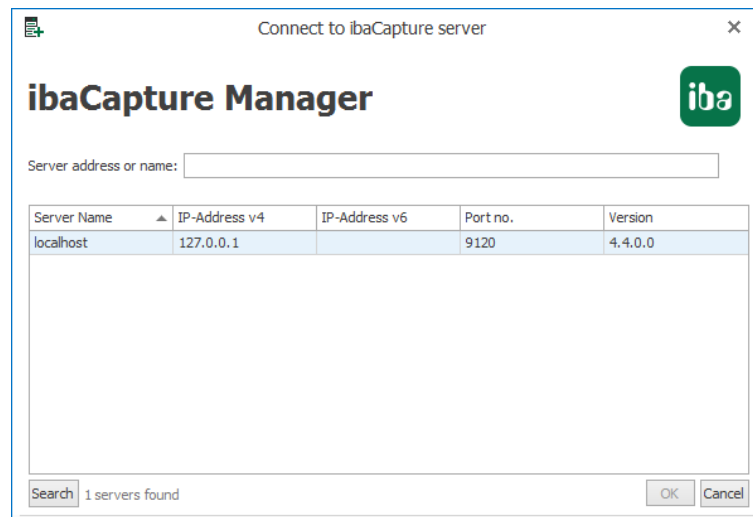 Connect to ibaCapture server
ibaCapture Manager
iba
Server address or name:
Server Name IP-Address v4 IP-Address v6 Port no. Version
localhost 127.0.0.1 9120 4.4.0.0
Search 1 servers found OK Cancel